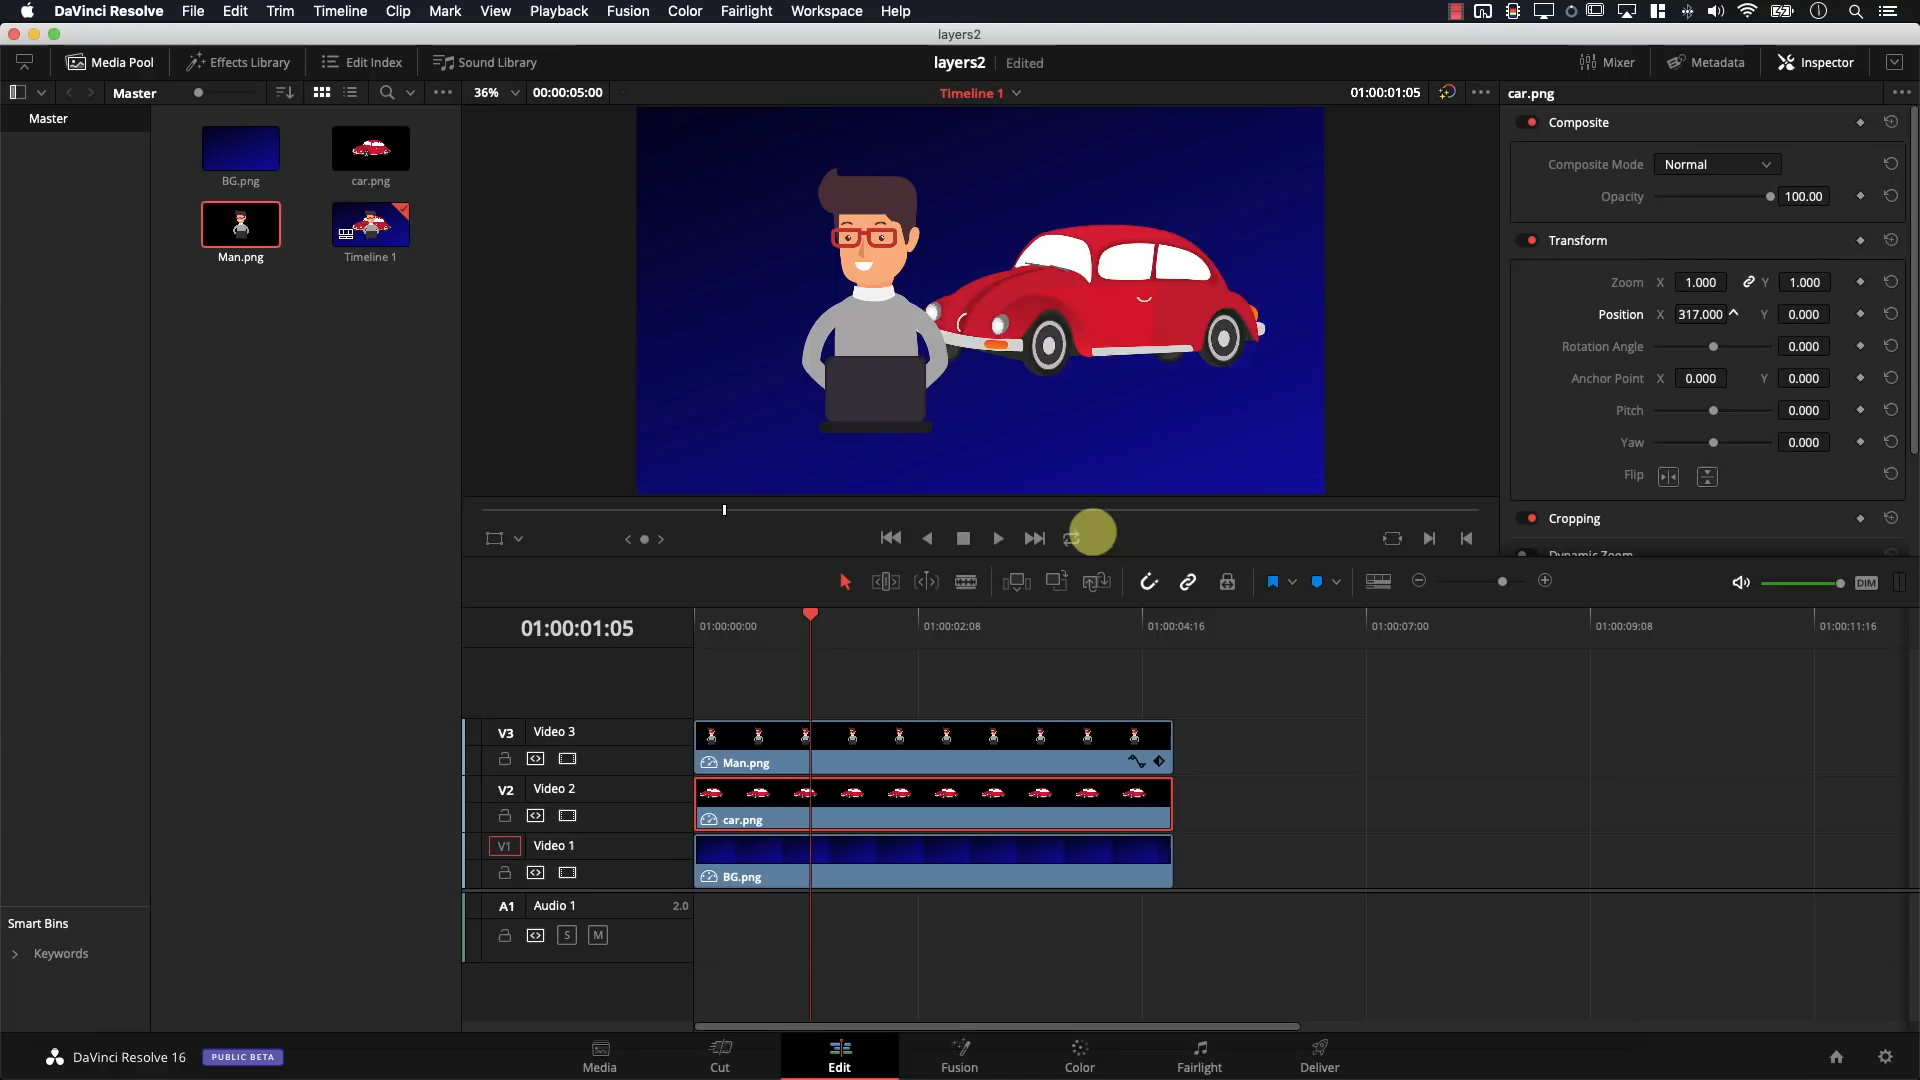 DaVinci Resolve File Edit Trim Timeline Clip Mark View Playback Fusion Color Fairlight Workspace Help
layers2
Media Pool Effects Library Edit Index Sound Library layers2 Edited Mixer Metadata Inspector
Master 36% 00:00:05:00 Timeline 1 01:00:01:05 car.png
Master
BG.png car.png
Man.png Timeline 1
Composite
Composite Mode Normal
Opacity 100.00
Transform
Zoom X 1.000 Y 1.000
Position X 317.000 Y 0.000
Rotation Angle 0.000
Anchor Point X 0.000 Y 0.000
Pitch 0.000
Yaw 0.000
Flip
Cropping
Dynamic Zoom
DIM
01:00:01:05 01:00:00:00 01:00:02:08 01:00:04:16 01:00:07:00 01:00:09:08 01:00:11:16
V3 Video 3
Man.png
V2 Video 2
car.png
V1 Video 1
BG.png
A1 Audio 1 2.0
S M
Smart Bins
Keywords
DaVinci Resolve 16 PUBLIC BETA
Media Cut Edit Fusion Color Fairlight Deliver